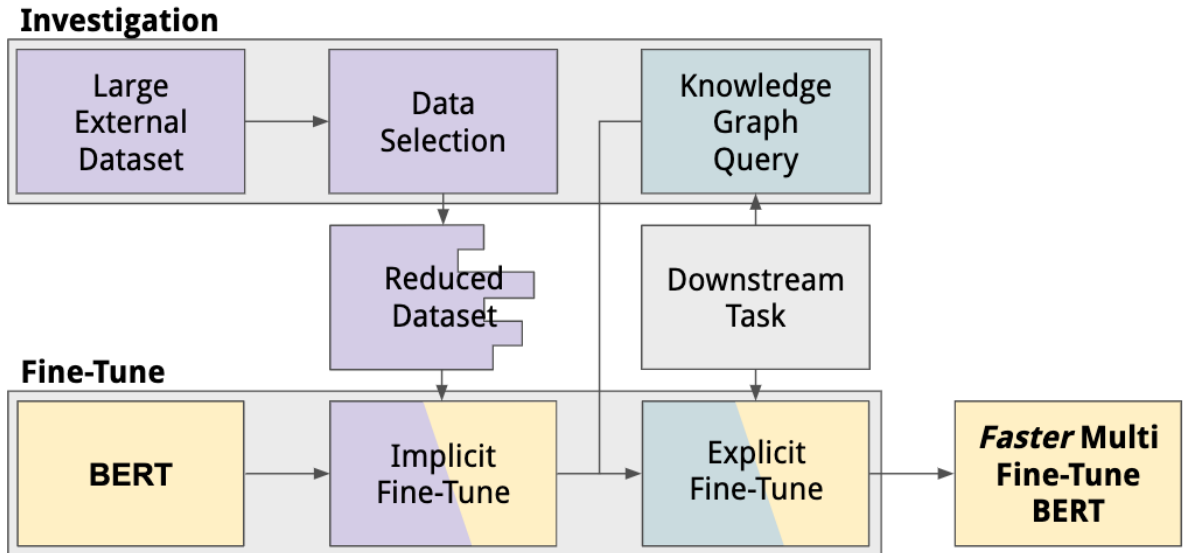 Investigation
Large
External
Dataset
Data
Selection
Knowledge
Graph
Query
Reduced
Dataset
Downstream
Task
Fine-Tune
BERT
Implicit
Fine-Tune
Explicit
Fine-Tune
Faster Multi
Fine-Tune
BERT